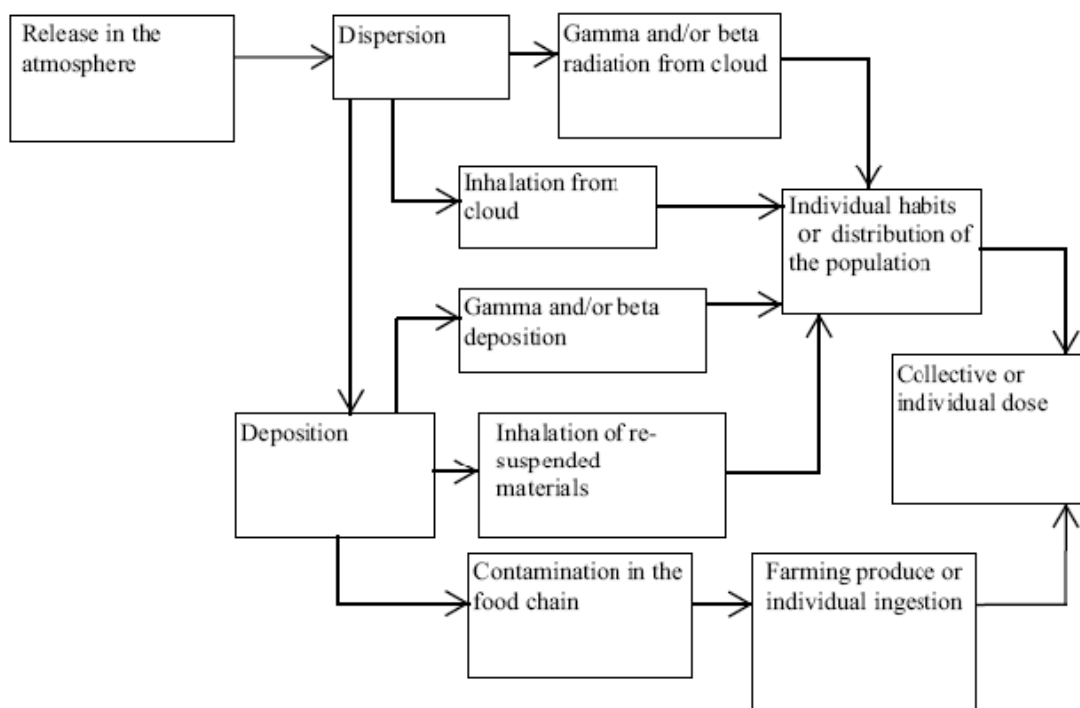 Release in the
atmosphere
Dispersion
Gamma and/or beta
radiation from cloud
Inhalation from
cloud
Individual habits
or distribution of
the population
Gamma and/or beta
deposition
Collective or
individual dose
Deposition
Inhalation of re-
suspended
materials
Contamination in the
food chain
Farming produce or
individual ingestion